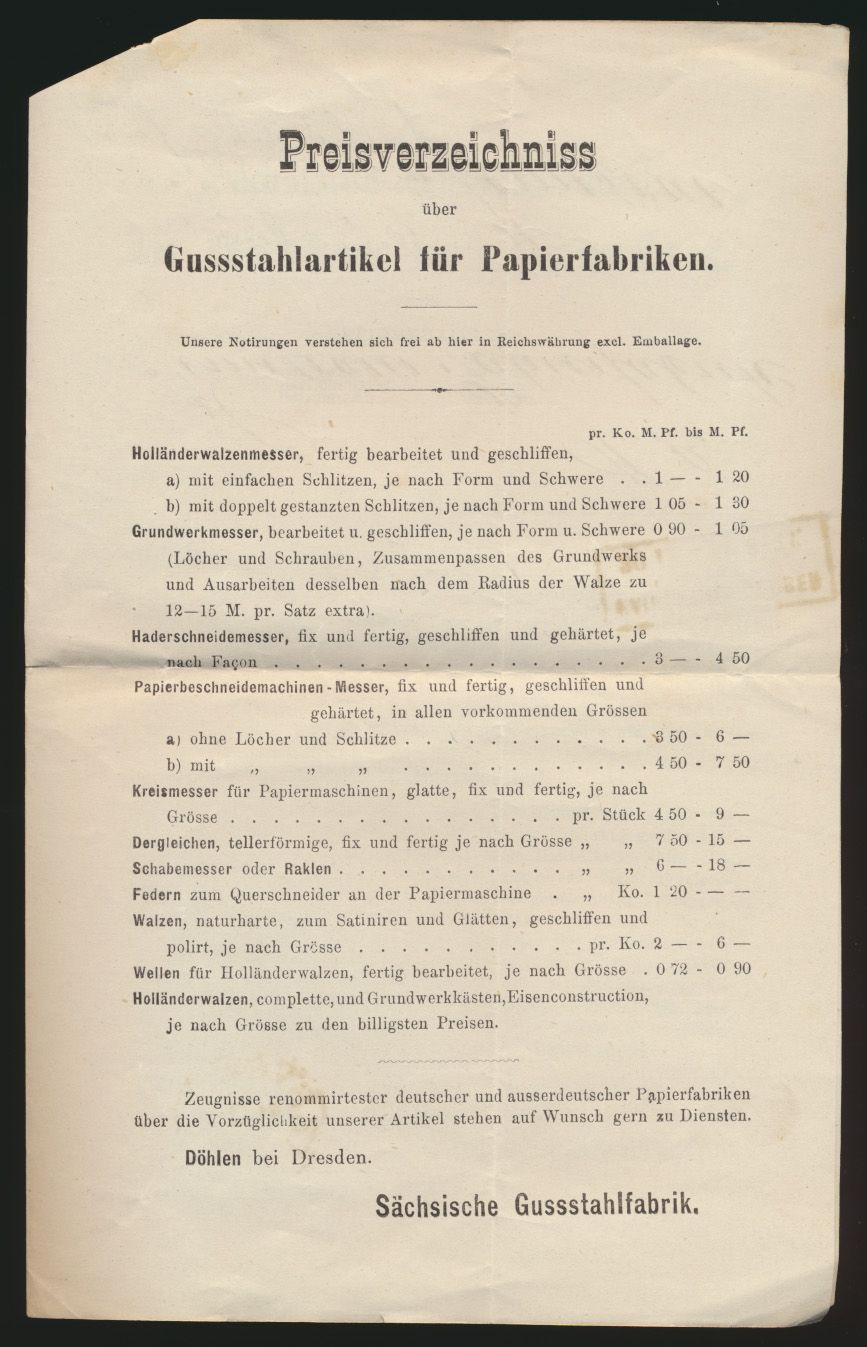 Preisverzeichniss
über
Gussstahlartikel für Papierfabriken.
Unsere Notirungen verstehen sich frei ab hier in Reichswährung excl. Emballage.
pr. Ko. M. Pf. bis M. Pf.
Holländerwalzenmesser, fertig bearbeitet und geschliffen,
a) mit einfachen Schlitzen, je nach Form und Schwere . . 1 — - 1 20
b) mit doppelt gestanzten Schlitzen, je nach Form und Schwere 1 05 - 1 30
Grundwerkmesser, bearbeitet u. geschliffen, je nach Form u. Schwere 0 90 - 1 05
(Löcher und Schrauben, Zusammenpassen des Grundwerks
und Ausarbeiten desselben nach dem Radius der Walze zu
12—15 M. pr. Satz extra).
Haderschneidemesser, fix und fertig, geschliffen und gehärtet, je
nach Façon . . . . . . . . . . . . . . . . . . 3 — - 4 50
Papierbeschneidemachinen-Messer, fix und fertig, geschliffen und
gehärtet, in allen vorkommenden Grössen
a) ohne Löcher und Schlitze . . . . . . . . . . . . 3 50 - 6 —
b) mit „ „ „ . . . . . . . . . . . . 4 50 - 7 50
Kreismesser für Papiermaschinen, glatte, fix und fertig, je nach
Grösse . . . . . . . . . . . . . . . . pr. Stück 4 50 - 9 —
Dergleichen, tellerförmige, fix und fertig je nach Grösse „ „ 7 50 - 15 —
Schabemesser oder Raklen . . . . . . . . . . . „ „ 6 — - 18 —
Federn zum Querschneider an der Papiermaschine . „ Ko. 1 20 - — —
Walzen, naturharte, zum Satiniren und Glätten, geschliffen und
polirt, je nach Grösse . . . . . . . . . . . pr. Ko. 2 — - 6 —
Wellen für Holländerwalzen, fertig bearbeitet, je nach Grösse . 0 72 - 0 90
Holländerwalzen, complette, und Grundwerkkästen, Eisenconstruction,
je nach Grösse zu den billigsten Preisen.
Zeugnisse renommirtester deutscher und ausserdeutscher Papierfabriken
über die Vorzüglichkeit unserer Artikel stehen auf Wunsch gern zu Diensten.
Döhlen bei Dresden.
Sächsische Gussstahlfabrik.